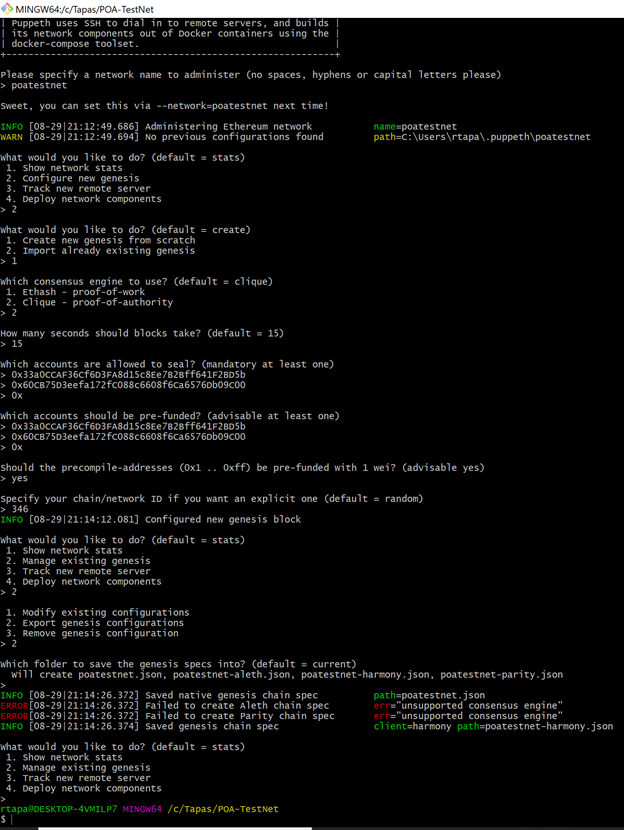 MINGW64:/c/Tapas/POA-TestNet
| Puppeth uses SSH to dial in to remote servers, and builds |
| its network components out of Docker containers using the |
| docker-compose toolset. |
+-----------------------------------------------------------+
Please specify a network name to administer (no spaces, hyphens or capital letters please)
> poatestnet
Sweet, you can set this via --network=poatestnet next time!
INFO [08-29|21:12:49.686] Administering Ethereum network name=poatestnet
WARN [08-29|21:12:49.694] No previous configurations found path=C:\Users\rtapa\.puppeth\poatestnet
What would you like to do? (default = stats)
1. Show network stats
2. Configure new genesis
3. Track new remote server
4. Deploy network components
> 2
What would you like to do? (default = create)
1. Create new genesis from scratch
2. Import already existing genesis
> 1
Which consensus engine to use? (default = clique)
1. Ethash - proof-of-work
2. Clique - proof-of-authority
> 2
How many seconds should blocks take? (default = 15)
> 15
Which accounts are allowed to seal? (mandatory at least one)
> 0x33a0CCAF36Cf6D3FA8d15c8Ee7B2Bff641F2BD5b
> 0x60CB75D3eefa172fC088c6608f6Ca6576Db09C00
> 0x
Which accounts should be pre-funded? (advisable at least one)
> 0x33a0CCAF36Cf6D3FA8d15c8Ee7B2Bff641F2BD5b
> 0x60CB75D3eefa172fC088c6608f6Ca6576Db09C00
> 0x
Should the precompile-addresses (0x1 .. 0xff) be pre-funded with 1 wei? (advisable yes)
> yes
Specify your chain/network ID if you want an explicit one (default = random)
> 346
INFO [08-29|21:14:12.081] Configured new genesis block
What would you like to do? (default = stats)
1. Show network stats
2. Manage existing genesis
3. Track new remote server
4. Deploy network components
> 2
1. Modify existing configurations
2. Export genesis configurations
3. Remove genesis configuration
> 2
Which folder to save the genesis specs into? (default = current)
Will create poatestnet.json, poatestnet-aleth.json, poatestnet-harmony.json, poatestnet-parity.json
>
INFO [08-29|21:14:26.372] Saved native genesis chain spec path=poatestnet.json
ERROR[08-29|21:14:26.372] Failed to create Aleth chain spec err="unsupported consensus engine"
ERROR[08-29|21:14:26.372] Failed to create Parity chain spec err="unsupported consensus engine"
INFO [08-29|21:14:26.374] Saved genesis chain spec client=harmony path=poatestnet-harmony.json
What would you like to do? (default = stats)
1. Show network stats
2. Manage existing genesis
3. Track new remote server
4. Deploy network components
>
rtapa@DESKTOP-4VMILP7 MINGW64 /c/Tapas/POA-TestNet
$